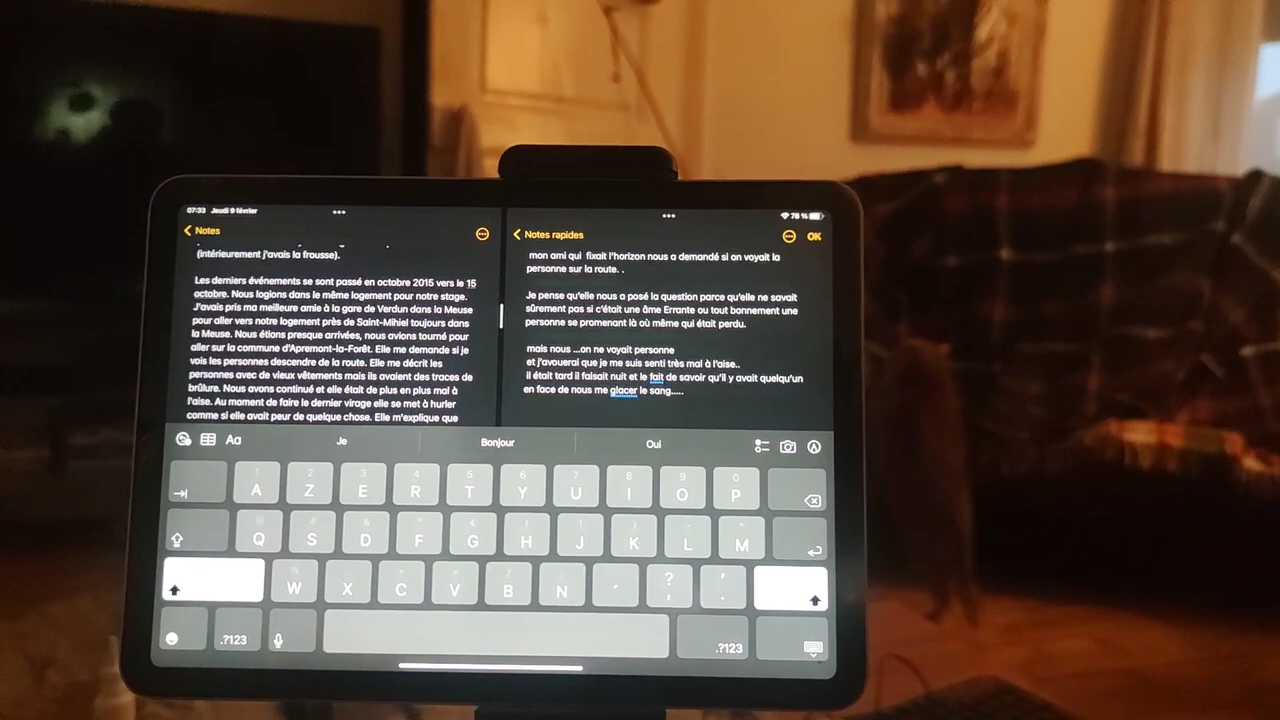 07:33 Jeudi 9 février
Notes
(intérieurement j'avais la frousse).
Les derniers événements se sont passé en octobre 2015 vers le 15
octobre. Nous logions dans le même logement pour notre stage.
J'avais pris ma meilleure amie à la gare de Verdun dans la Meuse
pour aller vers notre logement près de Saint-Mihiel toujours dans
la Meuse. Nous étions presque arrivées, nous avions tourné pour
aller sur la commune d'Apremont-la-Forêt. Elle me demande si je
vois les personnes descendre de la route. Elle me décrit les
personnes avec de vieux vêtements mais ils avaient des traces de
brûlure. Nous avons continué et elle était de plus en plus mal à
l'aise. Au moment de faire le dernier virage elle se met à hurler
comme si elle avait peur de quelque chose. Elle m'explique que
78 %
Notes rapides
OK
mon ami qui fixait l'horizon nous a demandé si on voyait la
personne sur la route. .
Je pense qu'elle nous a posé la question parce qu'elle ne savait
sûrement pas si c'était une âme Errante ou tout bonnement une
personne se promenant là où même qui était perdu.
mais nous ...on ne voyait personne
et j'avouerai que je me suis senti très mal à l'aise..
il était tard il faisait nuit et le fait de savoir qu'il y avait quelqu'un
en face de nous me glacer le sang.....
Aa Je Bonjour Oui
1 2 3 4 5 6 7 8 9 0
A Z E R T Y U I O P
Q S D F G H J K L M
W X C V B N ' ? , .
.?123 .?123